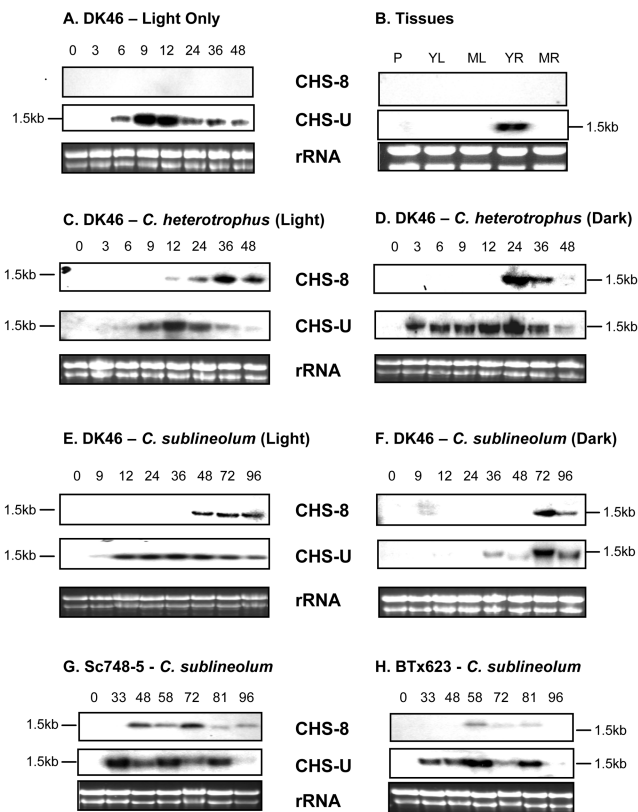 A. DK46 – Light Only
0 3 6 9 12 24 36 48
CHS-8
1.5kb
CHS-U
rRNA
B. Tissues
P YL ML YR MR
1.5kb
C. DK46 – C. heterotrophus (Light)
0 3 6 9 12 24 36 48
1.5kb
CHS-8
1.5kb
CHS-U
rRNA
D. DK46 – C. heterotrophus (Dark)
0 3 6 9 12 24 36 48
1.5kb
1.5kb
E. DK46 – C. sublineolum (Light)
0 9 12 24 36 48 72 96
1.5kb
CHS-8
1.5kb
CHS-U
rRNA
F. DK46 – C. sublineolum (Dark)
0 9 12 24 36 48 72 96
1.5kb
1.5kb
G. Sc748-5 - C. sublineolum
0 33 48 58 72 81 96
1.5kb
CHS-8
1.5kb
CHS-U
rRNA
H. BTx623 - C. sublineolum
0 33 48 58 72 81 96
1.5kb
1.5kb